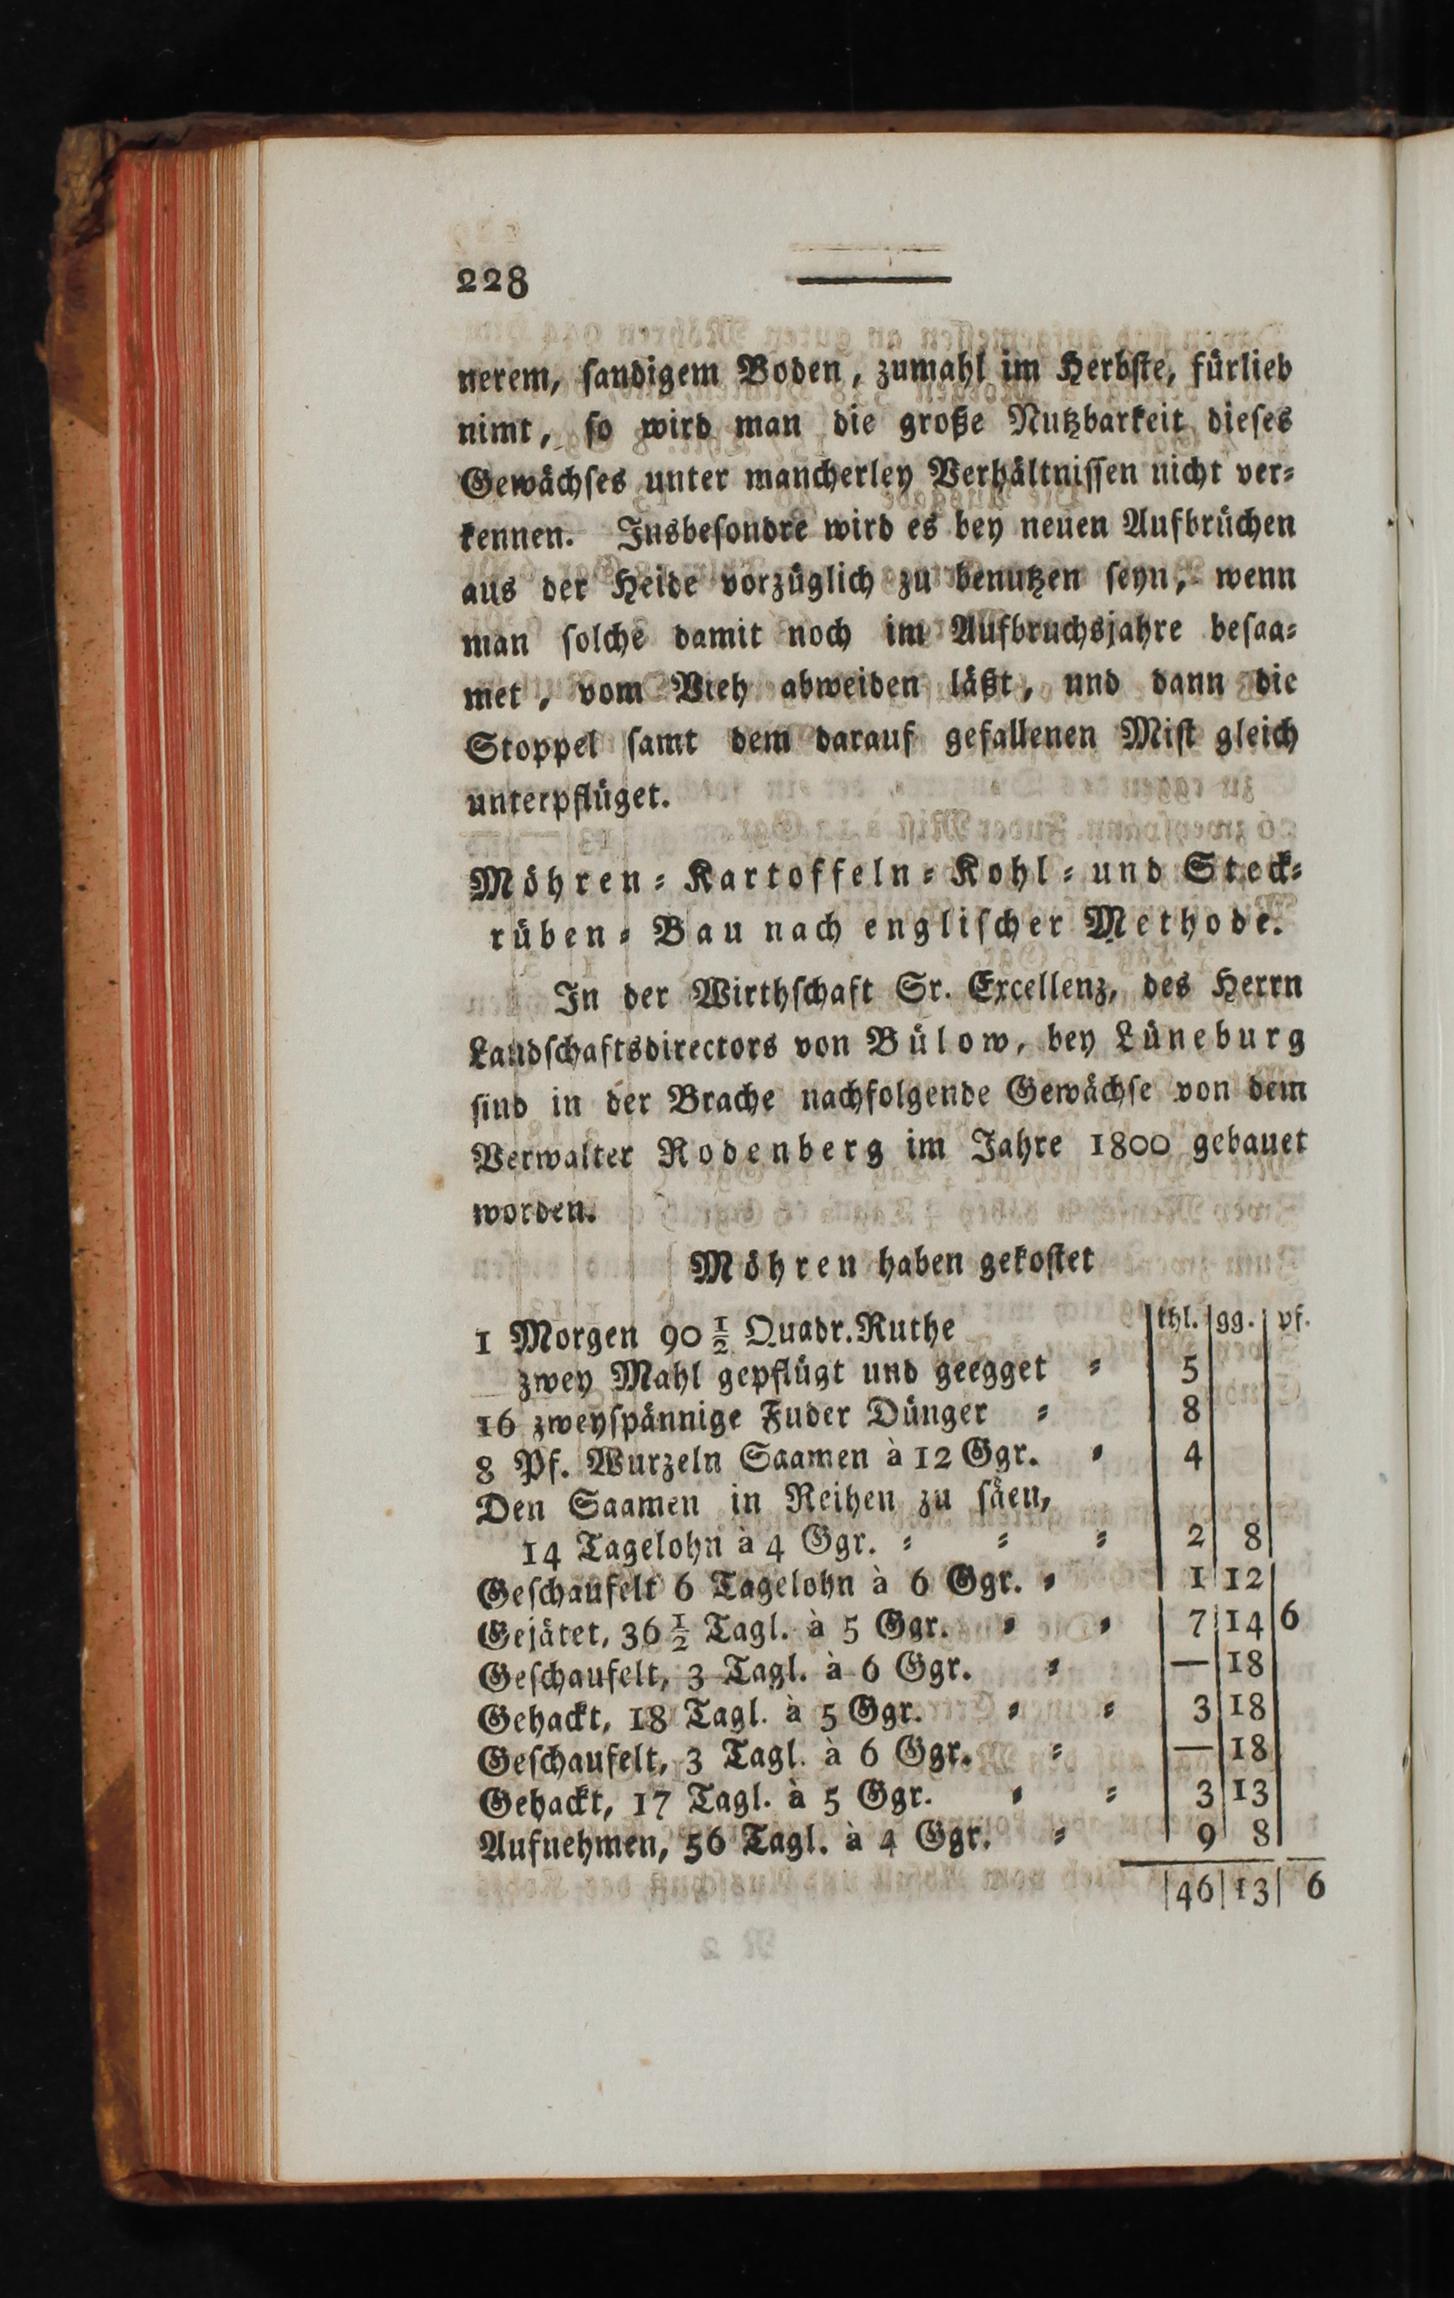 228
nerem, ſandigem Boden, zumahl im Herbſte, fürlieb
nimt, ſo wird man die große Nutzbarkeit dieſes
Gewächſes unter mancherley Verhältniſſen nicht ver⸗
kennen. Insbeſondre wird es bey neuen Aufbrüchen
aus der Heide vorzüglich zu benutzen ſeyn, wenn
man ſolche damit noch im Aufbruchsjahre beſaa⸗
met, vom Vieh abweiden läßt, und dann die
Stoppel ſamt dem darauf gefallenen Miſt gleich
unterpflüget.
Möhren⸗Kartoffeln⸗Kohl⸗und Steck⸗
rüben⸗Bau nach engliſcher Methode.
In der Wirthſchaft Sr. Excellenz, des Herrn
Landſchaftsdirectors von Bülow, bey Lüneburg
ſind in der Brache nachfolgende Gewächſe von dem
Verwalter Rodenberg im Jahre 1800 gebauet
worden.
Möhren haben gekoſtet
1 Morgen 90 1/2 Quadr.Ruthe |thl.|gg.|pf.
zwey Mahl gepflügt und geegget ⸗ | 5 | |
16 zweyſpännige Fuder Dünger ⸗ | 8 | |
8 Pf. Wurzeln Saamen à 12 Ggr. ⸗ | 4 | |
Den Saamen in Reihen zu ſäen,
14 Tagelohn à 4 Ggr. ⸗ ⸗ ⸗ | 2 | 8 |
Geſchaufelt 6 Tagelohn à 6 Ggr. ⸗ | 1 | 12 |
Gejätet, 36 1/2 Tagl. à 5 Ggr. ⸗ ⸗ | 7 | 14 | 6
Geſchaufelt, 3 Tagl. à 6 Ggr. ⸗ | — | 18 |
Gehackt, 18 Tagl. à 5 Ggr. ⸗ ⸗ | 3 | 18 |
Geſchaufelt, 3 Tagl. à 6 Ggr. ⸗ | — | 18 |
Gehackt, 17 Tagl. à 5 Ggr. ⸗ ⸗ | 3 | 13 |
Aufnehmen, 56 Tagl. à 4 Ggr. ⸗ | 9 | 8 |
| 46 | 13 | 6